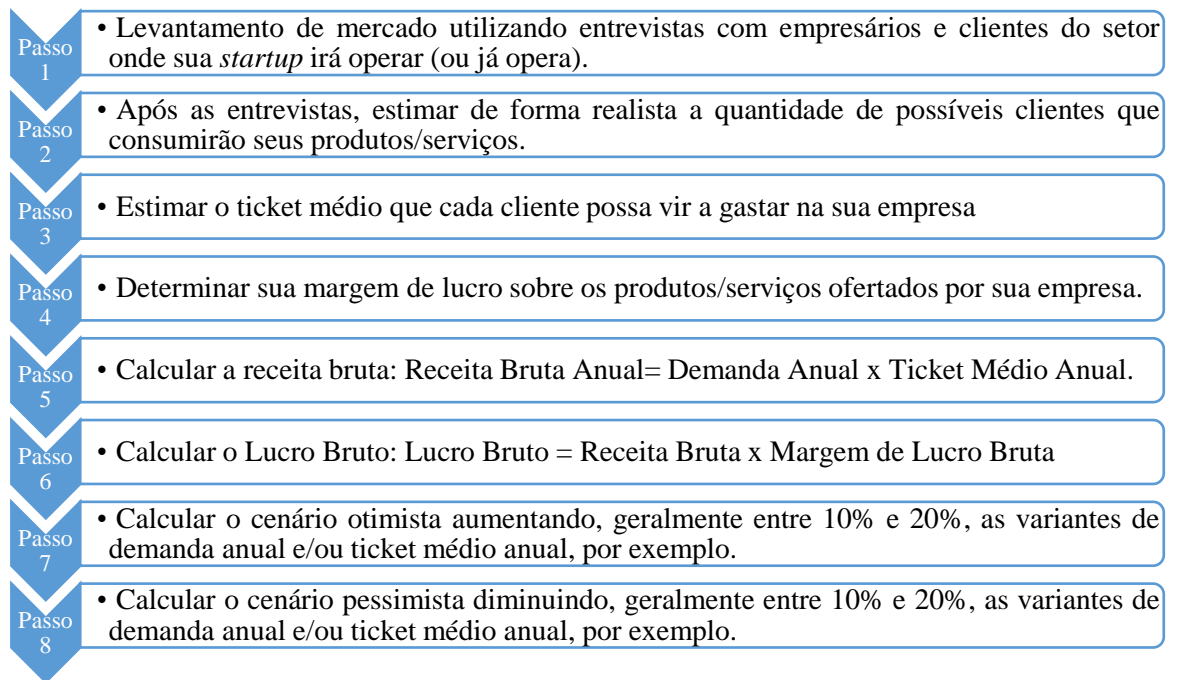 Passo
1
• Levantamento de mercado utilizando entrevistas com empresários e clientes do setor
onde sua startup irá operar (ou já opera).
Passo
2
• Após as entrevistas, estimar de forma realista a quantidade de possíveis clientes que
consumirão seus produtos/serviços.
Passo
3
• Estimar o ticket médio que cada cliente possa vir a gastar na sua empresa
Passo
4
• Determinar sua margem de lucro sobre os produtos/serviços ofertados por sua empresa.
Passo
5
• Calcular a receita bruta: Receita Bruta Anual= Demanda Anual x Ticket Médio Anual.
Passo
6
• Calcular o Lucro Bruto: Lucro Bruto = Receita Bruta x Margem de Lucro Bruta
Passo
7
• Calcular o cenário otimista aumentando, geralmente entre 10% e 20%, as variantes de
demanda anual e/ou ticket médio anual, por exemplo.
Passo
8
• Calcular o cenário pessimista diminuindo, geralmente entre 10% e 20%, as variantes de
demanda anual e/ou ticket médio anual, por exemplo.